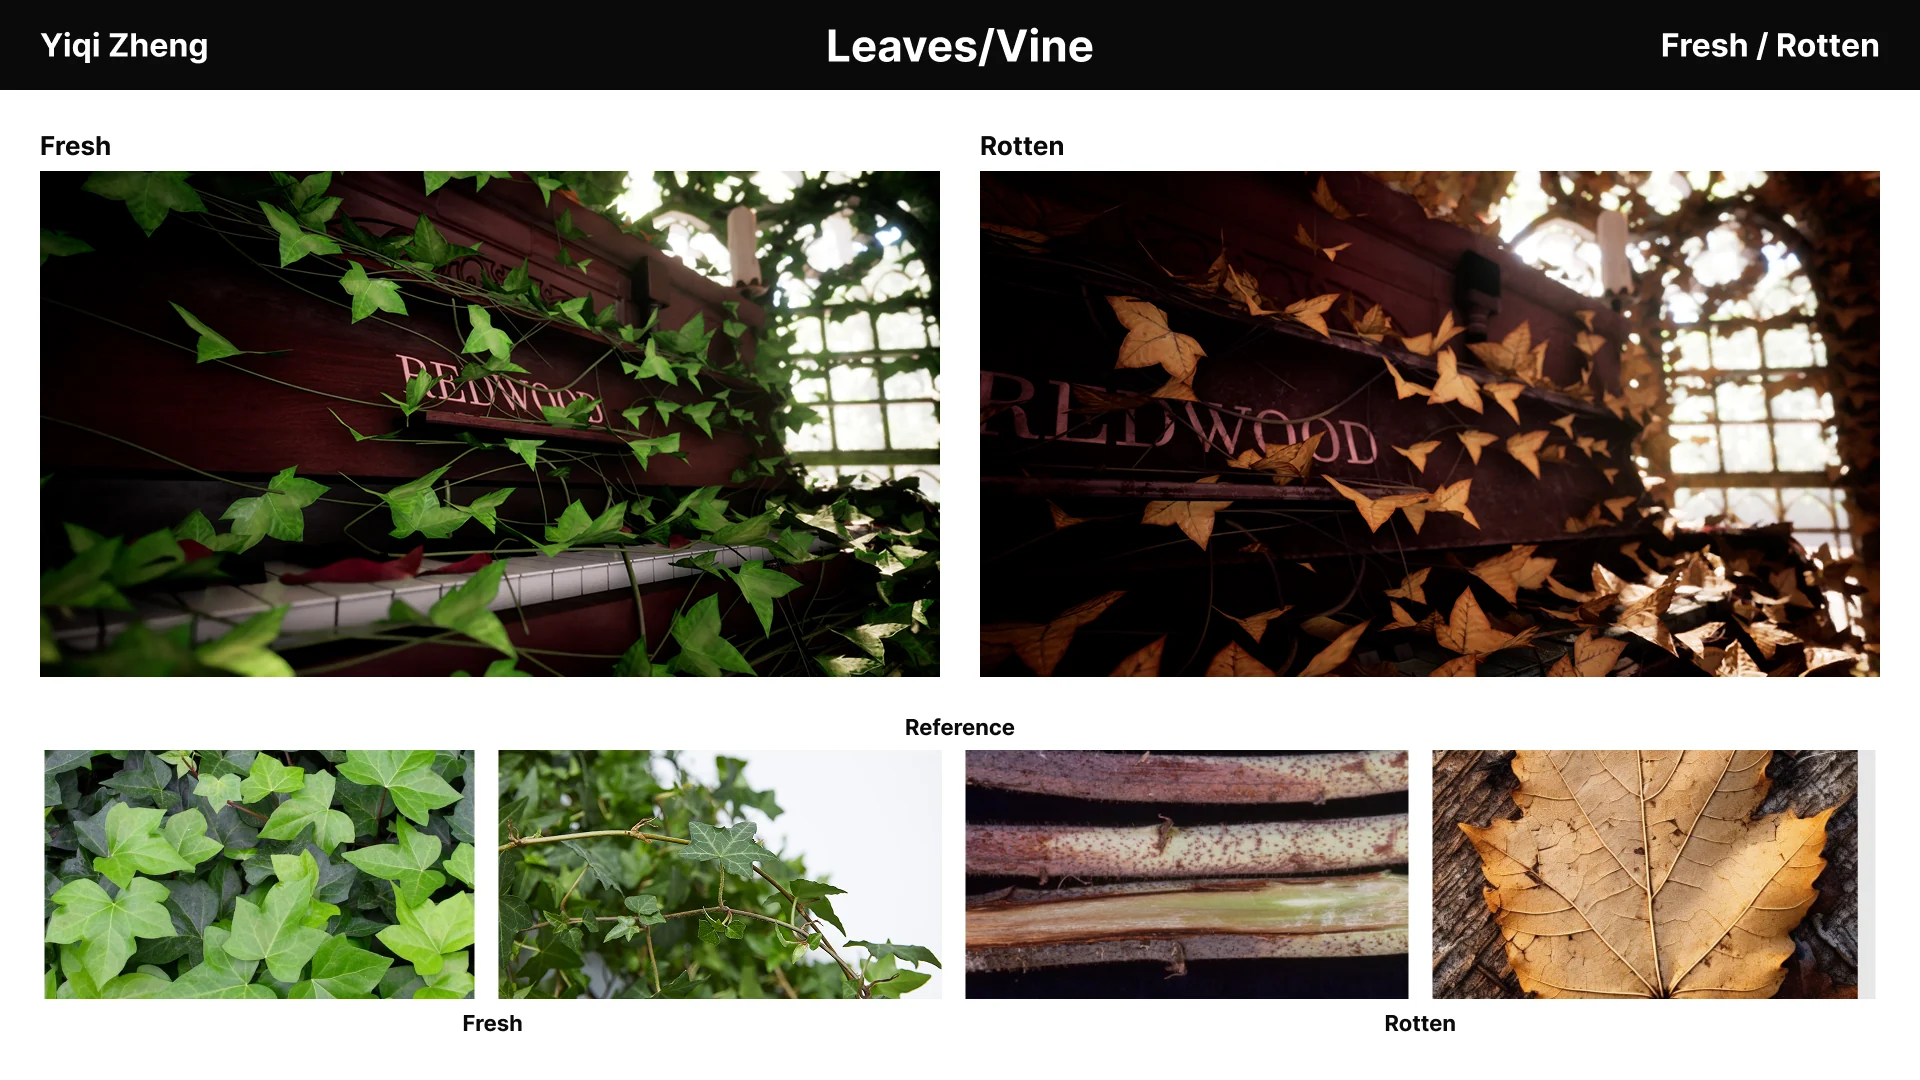 Yiqi Zheng
Leaves/Vine
Fresh / Rotten
Fresh
Rotten
REDWOOD
REDWOOD
Reference
Fresh
Rotten